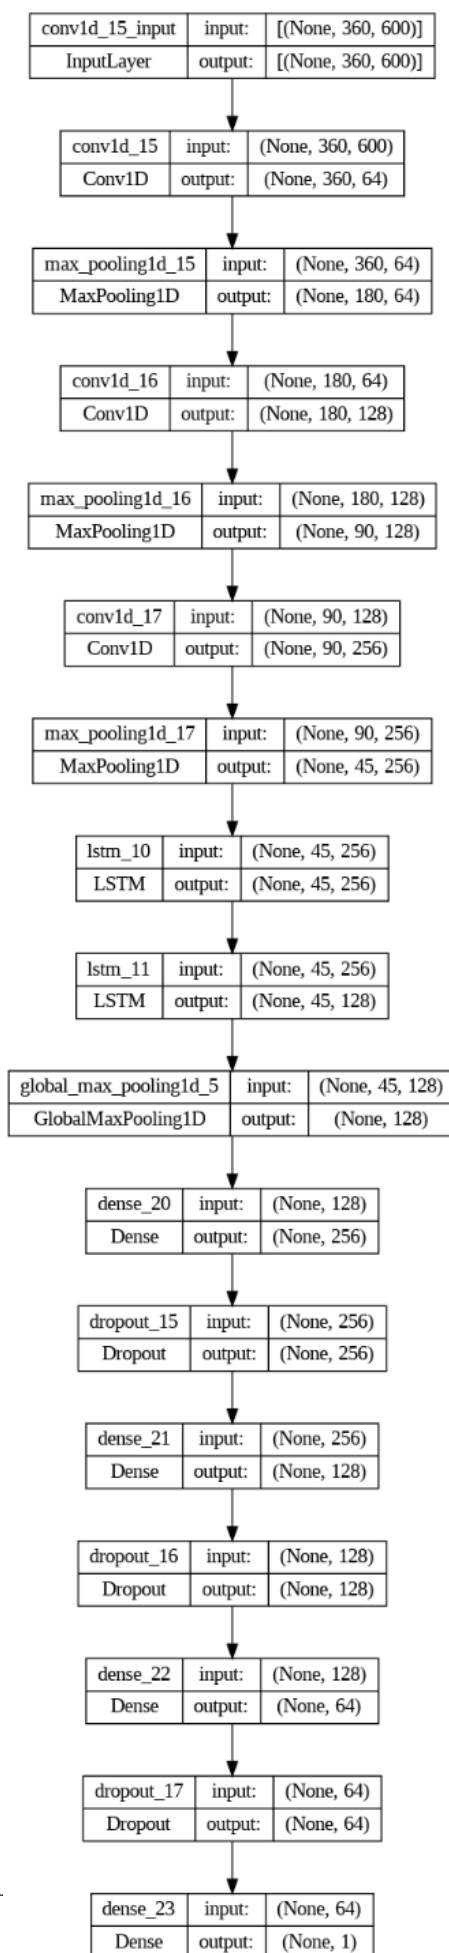 conv1d_15_input input: [(None, 360, 600)]
InputLayer output: [(None, 360, 600)]
conv1d_15 input: (None, 360, 600)
Conv1D output: (None, 360, 64)
max_pooling1d_15 input: (None, 360, 64)
MaxPooling1D output: (None, 180, 64)
conv1d_16 input: (None, 180, 64)
Conv1D output: (None, 180, 128)
max_pooling1d_16 input: (None, 180, 128)
MaxPooling1D output: (None, 90, 128)
conv1d_17 input: (None, 90, 128)
Conv1D output: (None, 90, 256)
max_pooling1d_17 input: (None, 90, 256)
MaxPooling1D output: (None, 45, 256)
lstm_10 input: (None, 45, 256)
LSTM output: (None, 45, 256)
lstm_11 input: (None, 45, 256)
LSTM output: (None, 45, 128)
global_max_pooling1d_5 input: (None, 45, 128)
GlobalMaxPooling1D output: (None, 128)
dense_20 input: (None, 128)
Dense output: (None, 256)
dropout_15 input: (None, 256)
Dropout output: (None, 256)
dense_21 input: (None, 256)
Dense output: (None, 128)
dropout_16 input: (None, 128)
Dropout output: (None, 128)
dense_22 input: (None, 128)
Dense output: (None, 64)
dropout_17 input: (None, 64)
Dropout output: (None, 64)
dense_23 input: (None, 64)
Dense output: (None, 1)